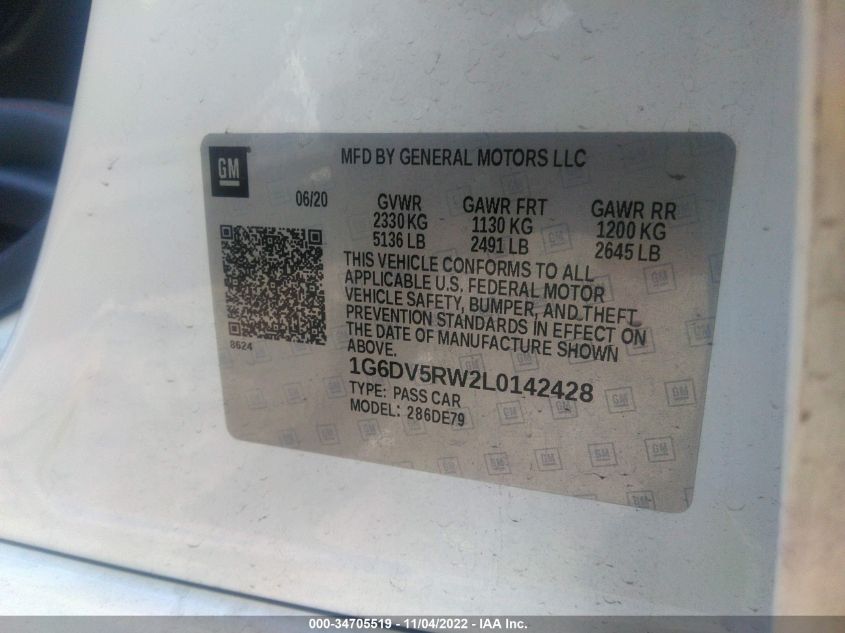 GM
MFD BY GENERAL MOTORS LLC
06/20
GVWR GAWR FRT GAWR RR
2330 KG 1130 KG 1200 KG
5136 LB 2491 LB 2645 LB
THIS VEHICLE CONFORMS TO ALL
APPLICABLE U.S. FEDERAL MOTOR
VEHICLE SAFETY, BUMPER, AND THEFT
PREVENTION STANDARDS IN EFFECT ON
THE DATE OF MANUFACTURE SHOWN
ABOVE.
8624
1G6DV5RW2L0142428
TYPE: PASS CAR
MODEL: 286DE79
000-34705519 - 11/04/2022 - IAA Inc.